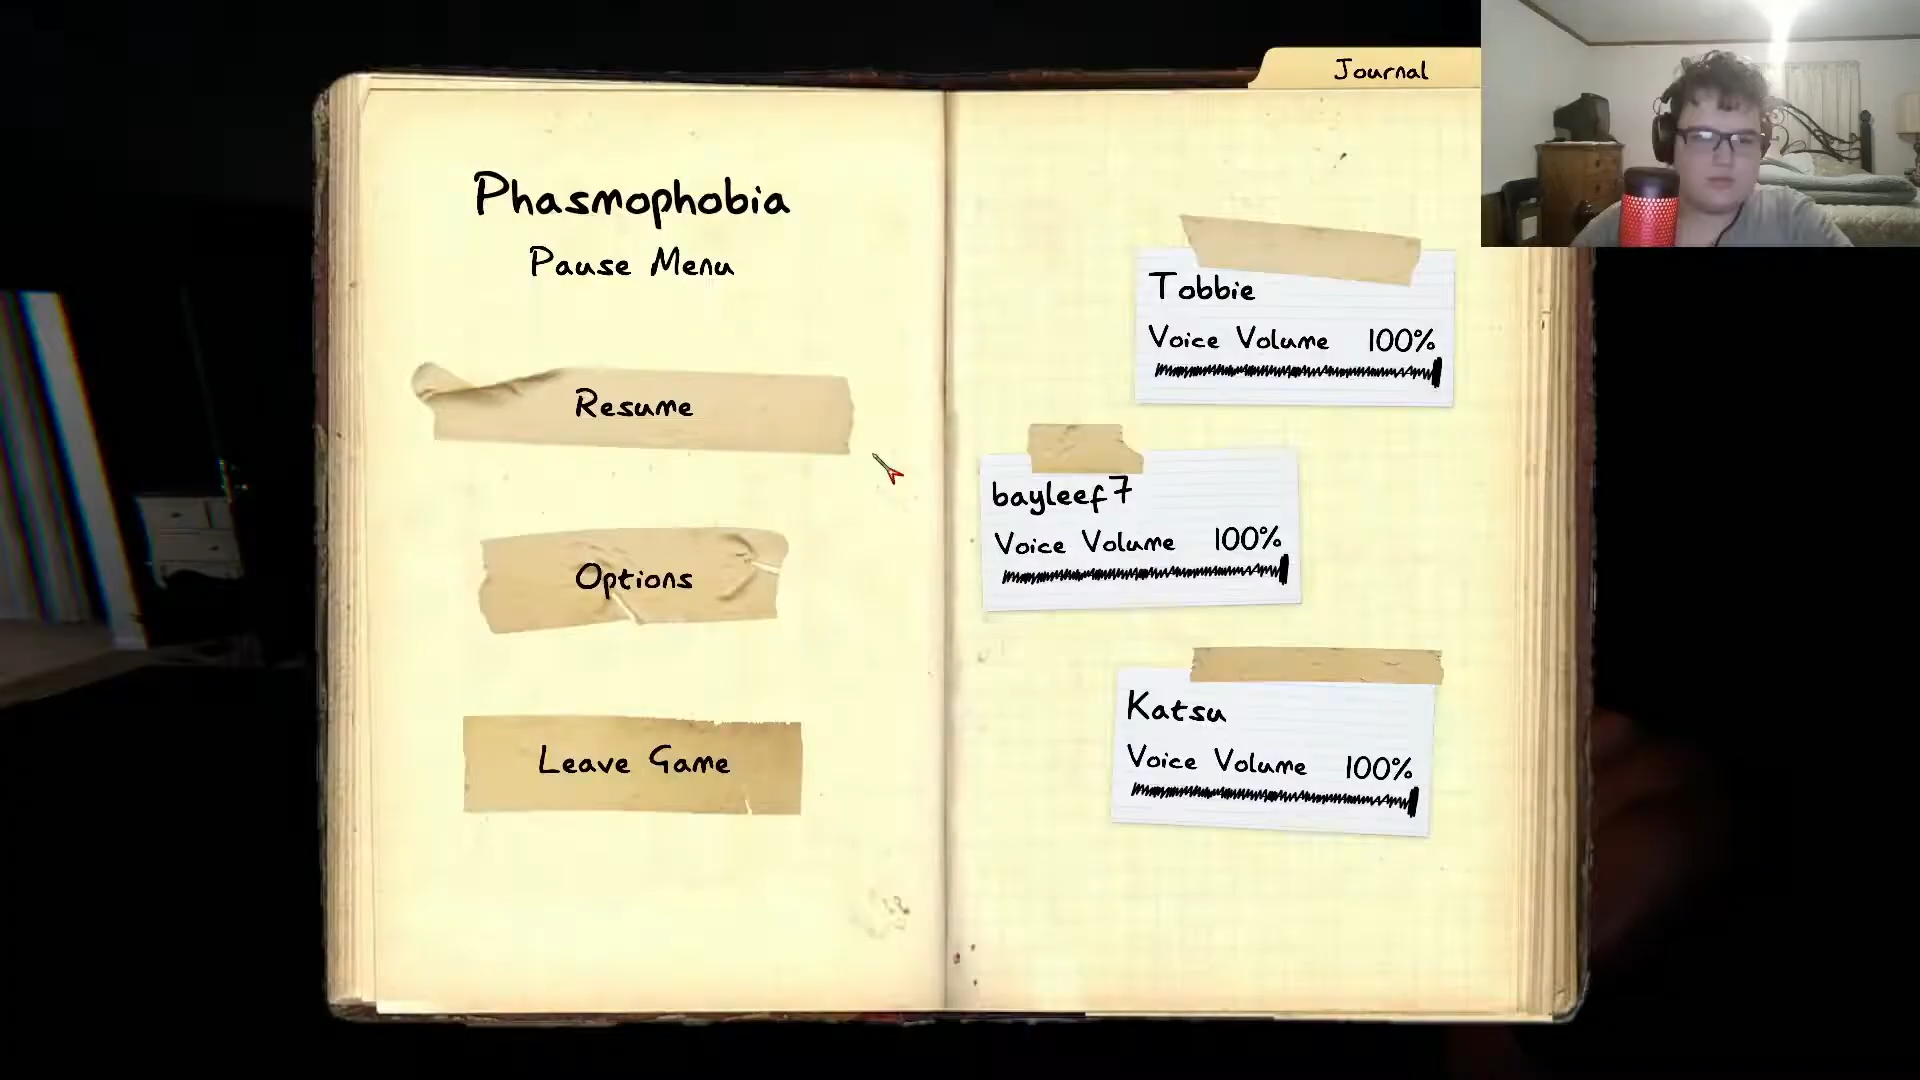 Journal
Phasmophobia
Pause Menu
Resume
Options
Leave Game
Tobbie
Voice Volume 100%
bayleef7
Voice Volume 100%
Katsu
Voice Volume 100%